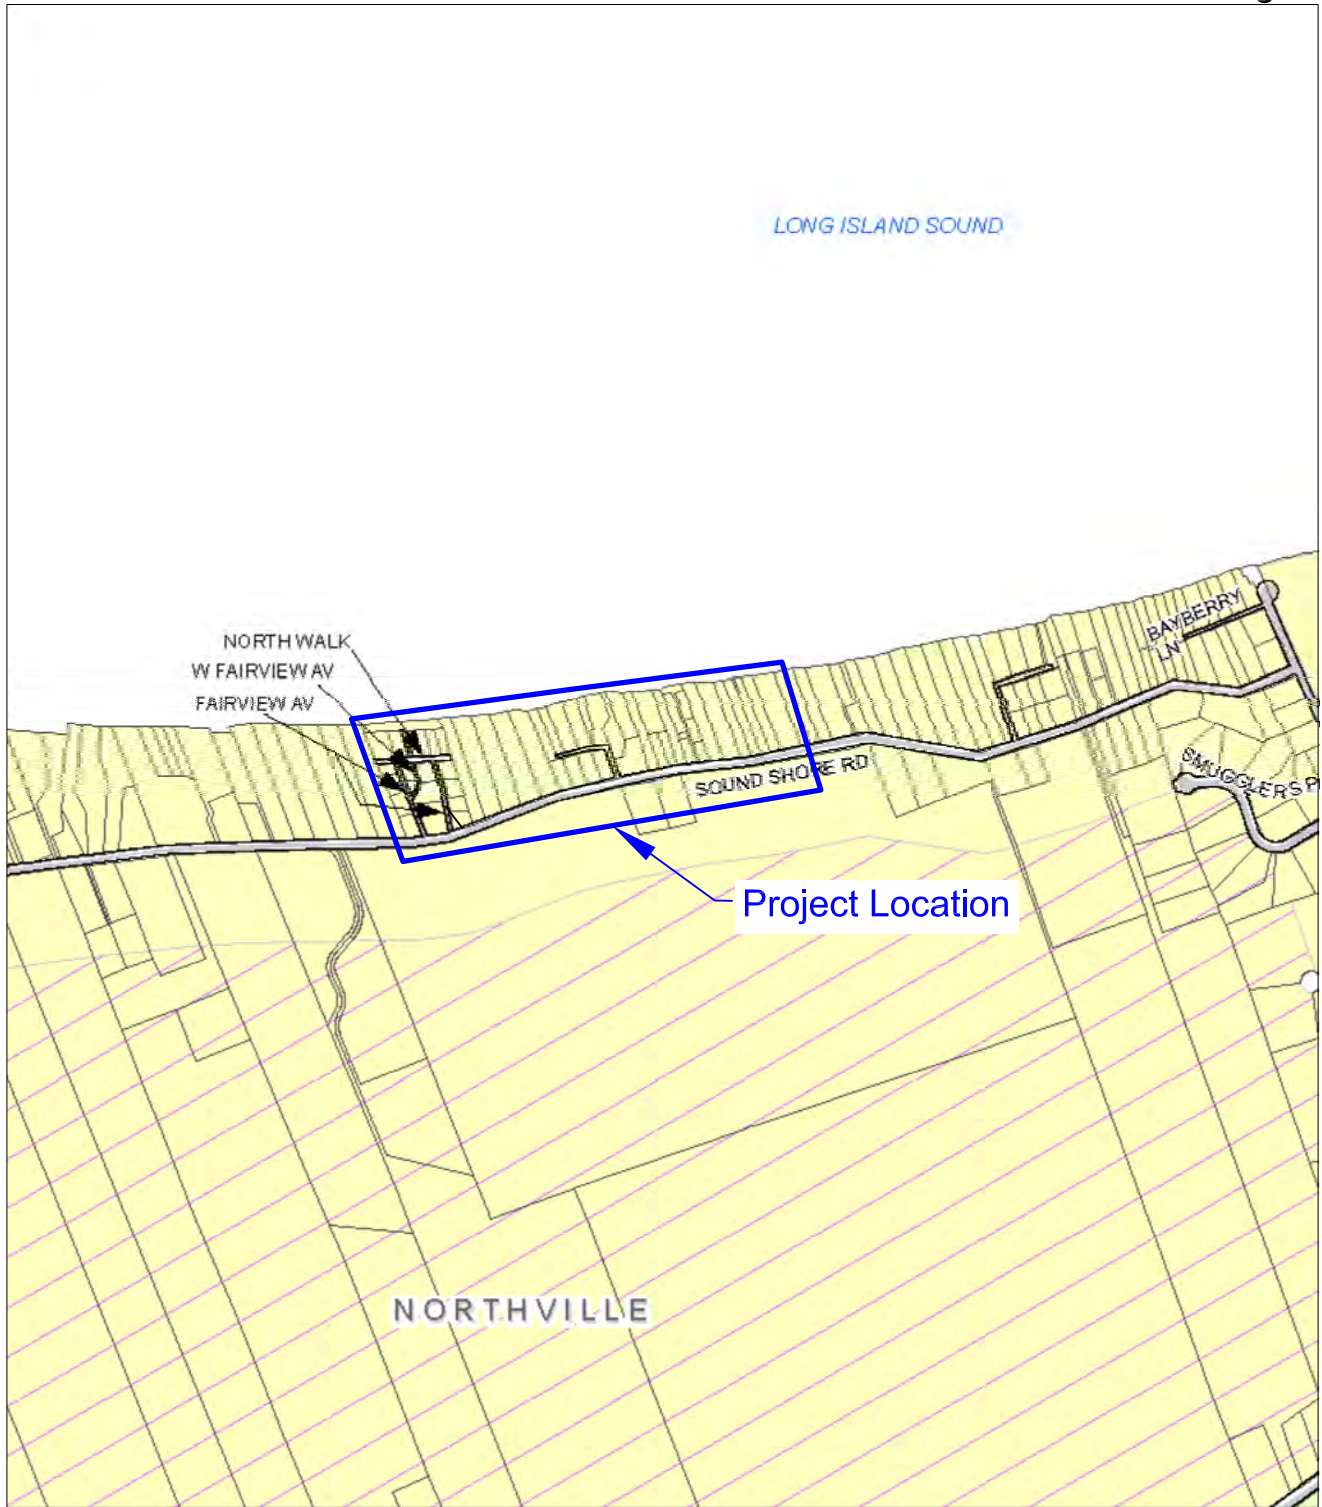 LONG ISLAND SOUND
BAYBERRY
LN
NORTH WALK
W FAIRVIEW AV
FAIRVIEW AV
SOUND SHORE RD
SMUGGLERS
Project Location
NORTHVILLE